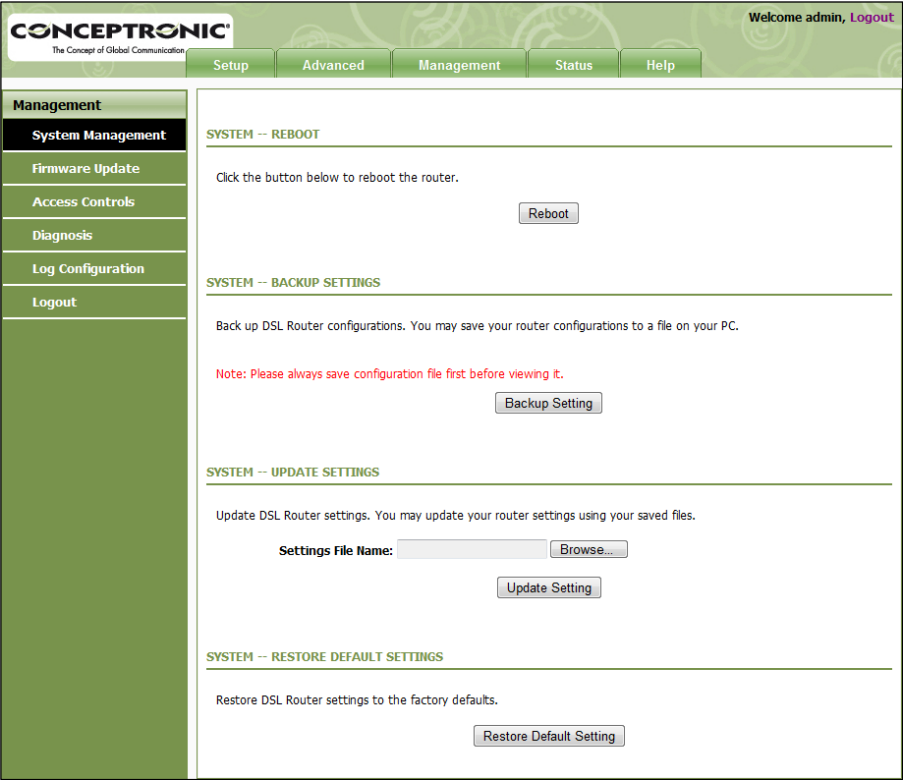 Welcome admin, Logout
CONCEPTRONIC®
The Concept of Global Communication
Setup
Advanced
Management
Status
Help
Management
System Management
Firmware Update
Access Controls
Diagnosis
Log Configuration
Logout
SYSTEM -- REBOOT
Click the button below to reboot the router.
Reboot
SYSTEM -- BACKUP SETTINGS
Back up DSL Router configurations. You may save your router configurations to a file on your PC.
Note: Please always save configuration file first before viewing it.
Backup Setting
SYSTEM -- UPDATE SETTINGS
Update DSL Router settings. You may update your router settings using your saved files.
Settings File Name: Browse...
Update Setting
SYSTEM -- RESTORE DEFAULT SETTINGS
Restore DSL Router settings to the factory defaults.
Restore Default Setting